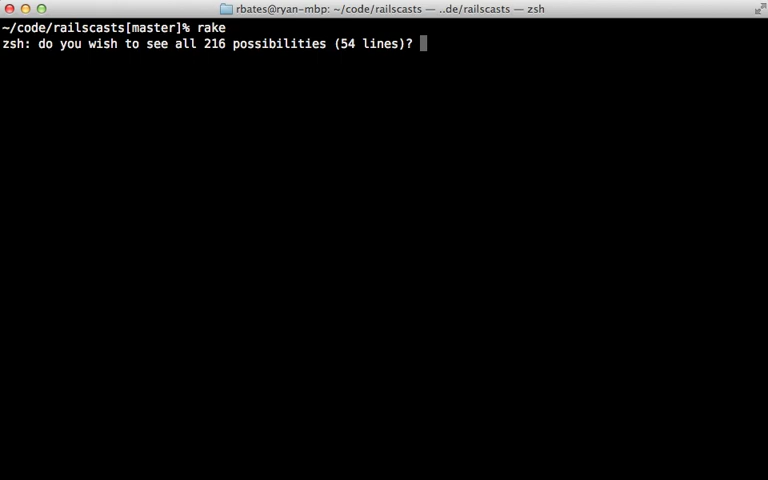 rbates@ryan-mbp: ~/code/railscasts — ..de/railscasts — zsh
~/code/railscasts[master]% rake
zsh: do you wish to see all 216 possibilities (54 lines)?